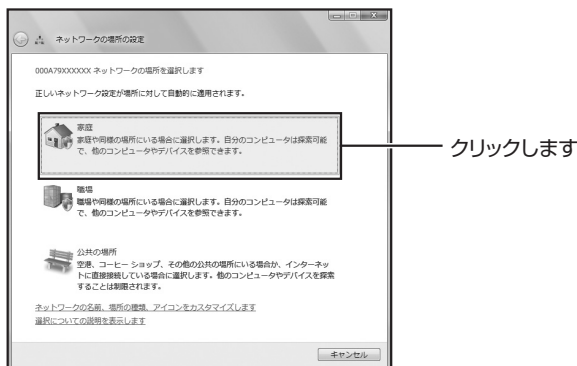 ネットワークの場所の設定
000A79XXXXXX ネットワークの場所を選択します
正しいネットワーク設定が場所に対して自動的に適用されます。
家庭
家庭や同様の場所にいる場合に選択します。自分のコンピュータは探索可能
で、他のコンピュータやデバイスを参照できます。
クリックします
職場
職場や同様の場所にいる場合に選択します。自分のコンピュータは探索可能
で、他のコンピュータやデバイスを参照できます。
公共の場所
空港、コーヒー ショップ、その他の公共の場所にいる場合か、インターネッ
トに直接接続している場合に選択します。他のコンピュータやデバイスを探索
することは制限されます。
ネットワークの名前、場所の種類、アイコンをカスタマイズします
選択についての説明を表示します
キャンセル